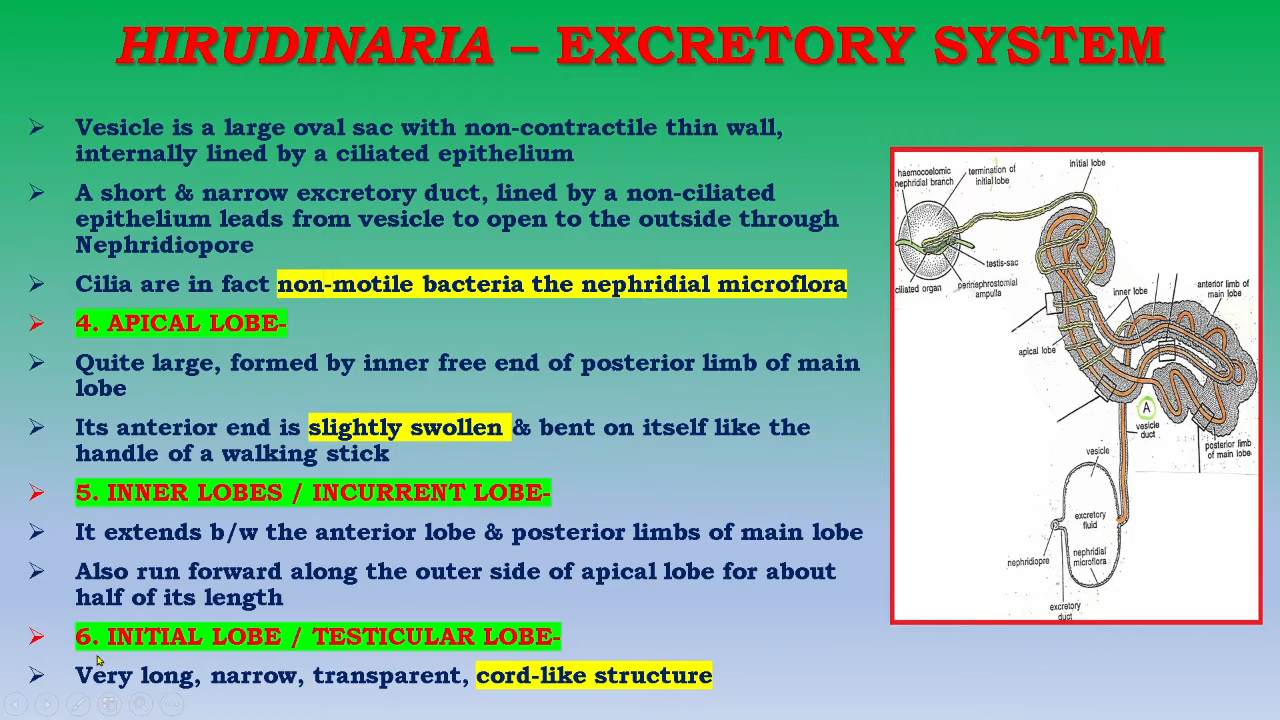 HIRUDINARIA – EXCRETORY SYSTEM
Vesicle is a large oval sac with non-contractile thin wall,
internally lined by a ciliated epithelium
A short & narrow excretory duct, lined by a non-ciliated
epithelium leads from vesicle to open to the outside through
Nephridiopore
Cilia are in fact non-motile bacteria the nephridial microflora
4. APICAL LOBE-
Quite large, formed by inner free end of posterior limb of main
lobe
Its anterior end is slightly swollen & bent on itself like the
handle of a walking stick
5. INNER LOBES / INCURRENT LOBE-
It extends b/w the anterior lobe & posterior limbs of main lobe
Also run forward along the outer side of apical lobe for about
half of its length
6. INITIAL LOBE / TESTICULAR LOBE-
Very long, narrow, transparent, cord-like structure
haemocoelomic
nephridial branch
termination of
initial lobe
initial lobe
testis-sac
perinephrostomial
ampulla
ciliated organ
inner lobe
anterior limb of
main lobe
apical lobe
A
vesicle
duct
posterior limb
of main lobe
vesicle
excretory
fluid
nephridiopre
nephridial
microflora
excretory
duct